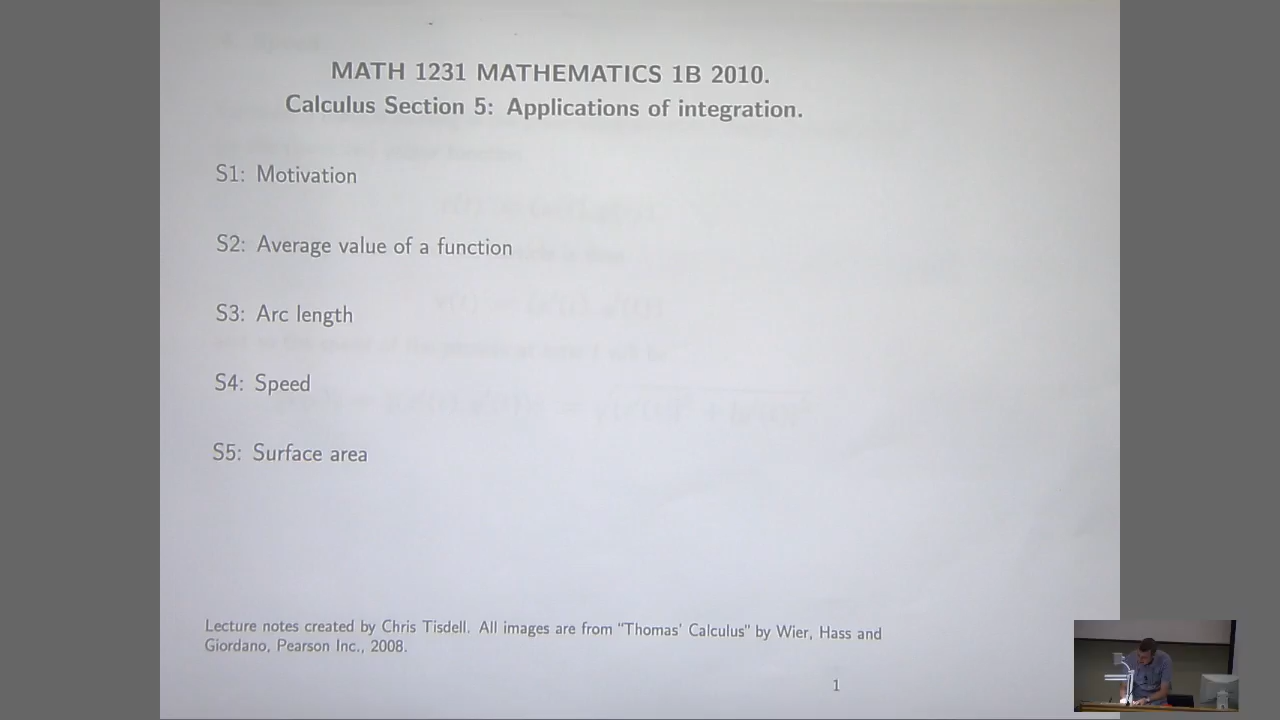 MATH 1231 MATHEMATICS 1B 2010.
Calculus Section 5: Applications of integration.
S1: Motivation
S2: Average value of a function
S3: Arc length
S4: Speed
S5: Surface area
Lecture notes created by Chris Tisdell. All images are from "Thomas' Calculus" by Wier, Hass and
Giordano, Pearson Inc., 2008.
1